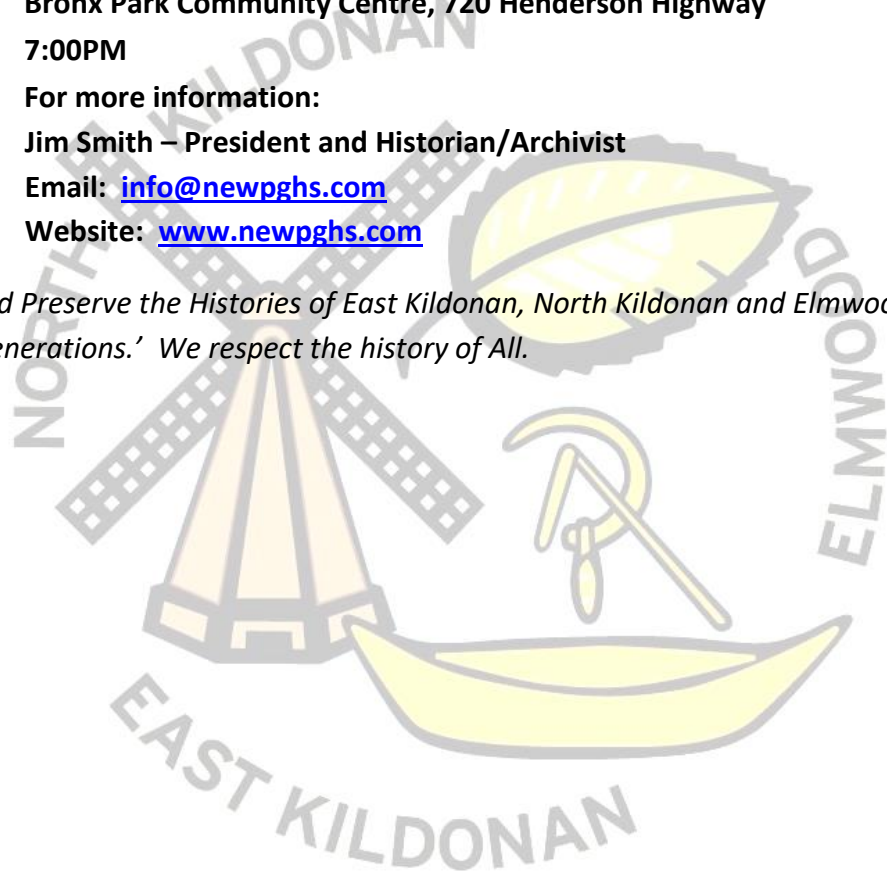 Bronx Park Community Centre, 720 Henderson Highway
7:00PM
For more information:
Jim Smith – President and Historian/Archivist
Email: info@newpghs.com
Website: www.newpghs.com
d Preserve the Histories of East Kildonan, North Kildonan and Elmwoo
enerations.’ We respect the history of All.
NORTH KILDONAN
ELMWOOD
EAST KILDONAN